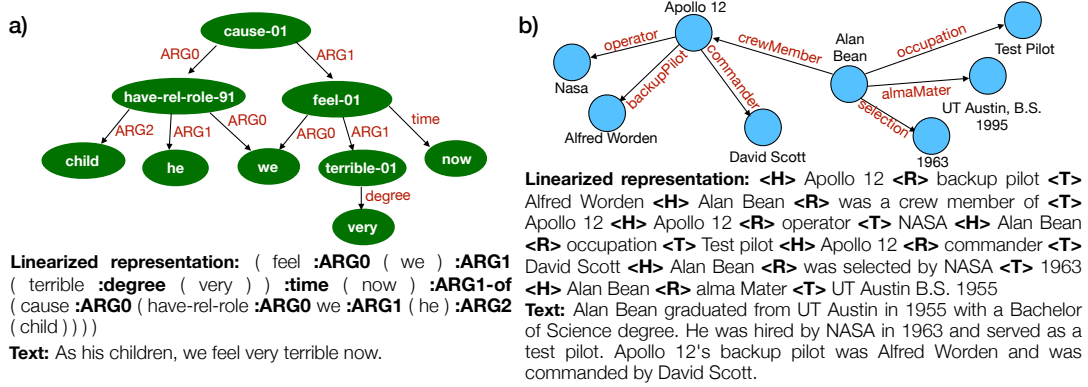 a)
cause-01
ARG0
ARG1
have-rel-role-91
feel-01
ARG2
ARG1
ARG0
ARG0
ARG1
time
child
he
we
terrible-01
now
degree
very
Linearized representation: ( feel :ARG0 ( we ) :ARG1
( terrible :degree ( very ) ) :time ( now ) :ARG1-of
( cause :ARG0 ( have-rel-role :ARG0 we :ARG1 ( he ) :ARG2
( child ) ) ) )
Text: As his children, we feel very terrible now.
b)
Apollo 12
operator
crewMember
Alan
Bean
occupation
Test Pilot
Nasa
backupPilot
commander
almaMater
UT Austin, B.S.
1995
selection
Alfred Worden
David Scott
1963
Linearized representation: <H> Apollo 12 <R> backup pilot <T>
Alfred Worden <H> Alan Bean <R> was a crew member of <T>
Apollo 12 <H> Apollo 12 <R> operator <T> NASA <H> Alan Bean
<R> occupation <T> Test pilot <H> Apollo 12 <R> commander <T>
David Scott <H> Alan Bean <R> was selected by NASA <T> 1963
<H> Alan Bean <R> alma Mater <T> UT Austin B.S. 1955
Text: Alan Bean graduated from UT Austin in 1955 with a Bachelor
of Science degree. He was hired by NASA in 1963 and served as a
test pilot. Apollo 12's backup pilot was Alfred Worden and was
commanded by David Scott.